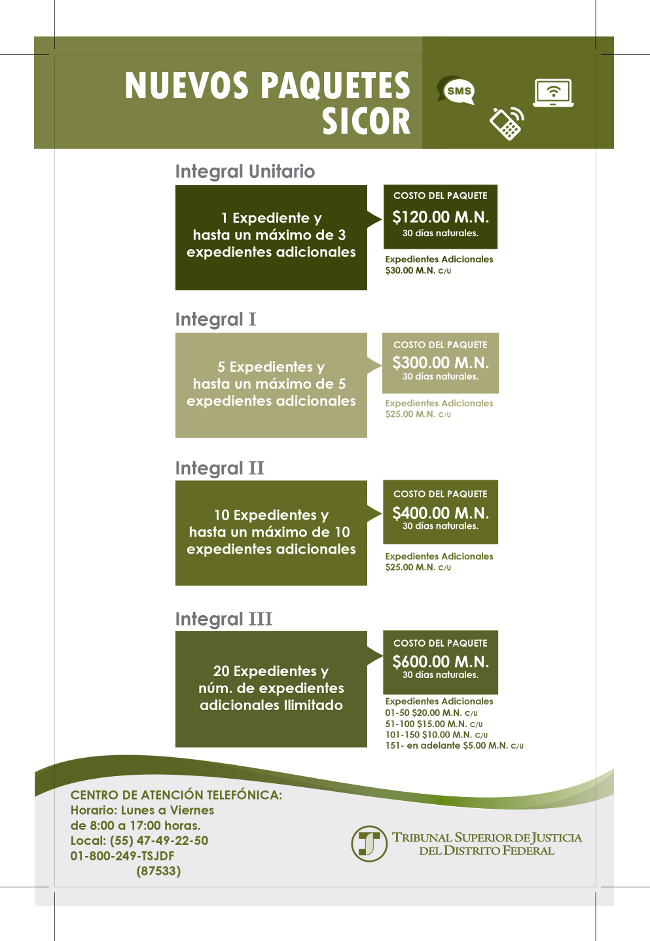 NUEVOS PAQUETES
SICOR
SMS
Integral Unitario
1 Expediente y
hasta un máximo de 3
expedientes adicionales
COSTO DEL PAQUETE
$120.00 M.N.
30 días naturales.
Expedientes Adicionales
$30.00 M.N. C/U
Integral I
5 Expedientes y
hasta un máximo de 5
expedientes adicionales
COSTO DEL PAQUETE
$300.00 M.N.
30 días naturales.
Expedientes Adicionales
$25.00 M.N. C/U
Integral II
10 Expedientes y
hasta un máximo de 10
expedientes adicionales
COSTO DEL PAQUETE
$400.00 M.N.
30 días naturales.
Expedientes Adicionales
$25.00 M.N. C/U
Integral III
20 Expedientes y
núm. de expedientes
adicionales Ilimitado
COSTO DEL PAQUETE
$600.00 M.N.
30 días naturales.
Expedientes Adicionales
01-50 $20.00 M.N. C/U
51-100 $15.00 M.N. C/U
101-150 $10.00 M.N. C/U
151- en adelante $5.00 M.N. C/U
CENTRO DE ATENCIÓN TELEFÓNICA:
Horario: Lunes a Viernes
de 8:00 a 17:00 horas.
Local: (55) 47-49-22-50
01-800-249-TSJDF
(87533)
TRIBUNAL SUPERIOR DE JUSTICIA
DEL DISTRITO FEDERAL